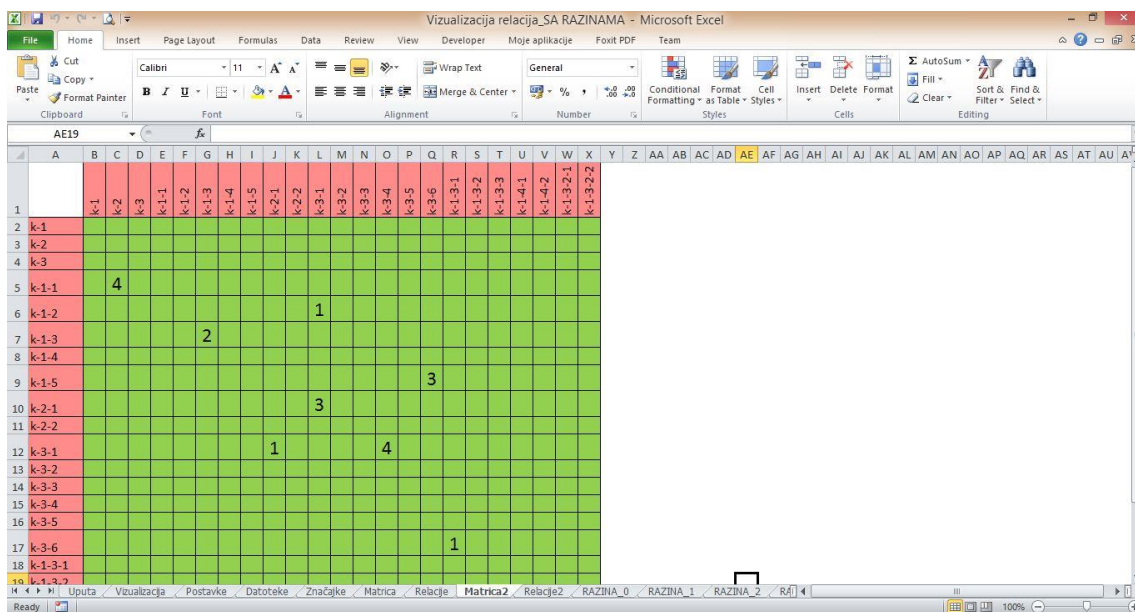 Vizualizacija relacija_SA RAZINAMA - Microsoft Excel
File Home Insert Page Layout Formulas Data Review View Developer Moje aplikacije Foxit PDF Team
Paste
Cut
Copy
Format Painter
Clipboard
Calibri 11 A A
B I U A
Font
Wrap Text
Merge & Center
Alignment
General
% , .0 .00 .00 .0
Number
Conditional Formatting
Format as Table
Cell Styles
Styles
Insert Delete Format
Cells
Σ AutoSum
Fill
Clear
Sort & Filter
Find & Select
Editing
AE19 fx
A B C D E F G H I J K L M N O P Q R S T U V W X Y Z AA AB AC AD AE AF AG AH AI AJ AK AL AM AN AO AP AQ AR AS AT AU
1 k-1 k-2 k-3 k-1-1 k-1-2 k-1-3 k-1-4 k-1-5 k-2-1 k-2-2 k-3-1 k-3-2 k-3-3 k-3-4 k-3-5 k-3-6 k-1-3-1 k-1-3-2 k-1-3-3 k-1-4-1 k-1-4-2 k-1-3-2-1 k-1-3-2-2
2 k-1
3 k-2
4 k-3
5 k-1-1 4
6 k-1-2 1
7 k-1-3 2
8 k-1-4
9 k-1-5 3
10 k-2-1 3
11 k-2-2
12 k-3-1 1 4
13 k-3-2
14 k-3-3
15 k-3-4
16 k-3-5
17 k-3-6 1
18 k-1-3-1
19 k-1-3-2
Uputa Vizualizacija Postavke Datoteke Značajke Matrica Relacije Matrica2 Relacije2 RAZINA_0 RAZINA_1 RAZINA_2
Ready 100%